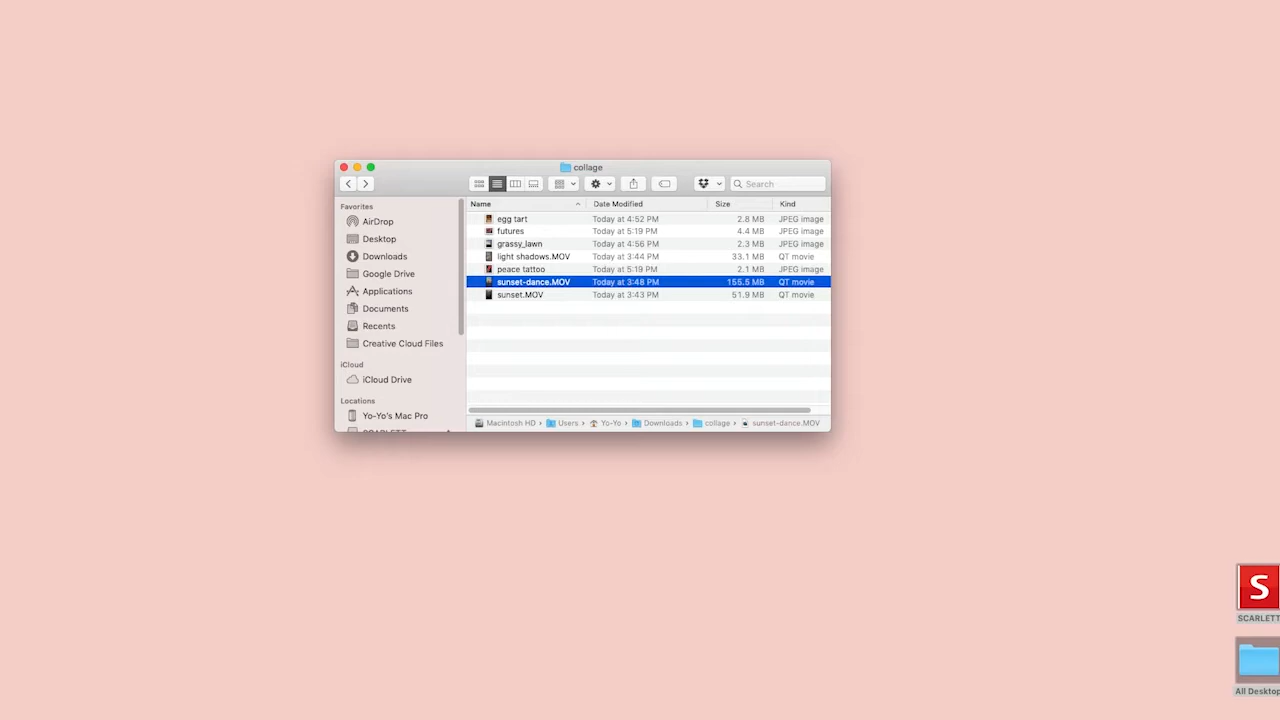 collage
Search
Favorites
AirDrop
Desktop
Downloads
Google Drive
Applications
Documents
Recents
Creative Cloud Files
iCloud
iCloud Drive
Locations
Yo-Yo's Mac Pro
SCARLETT
Name Date Modified Size Kind
egg tart Today at 4:52 PM 2.8 MB JPEG image
futures Today at 5:19 PM 4.4 MB JPEG image
grassy_lawn Today at 4:56 PM 2.3 MB JPEG image
light shadows.MOV Today at 3:44 PM 33.1 MB QT movie
peace tattoo Today at 5:19 PM 2.1 MB JPEG image
sunset-dance.MOV Today at 3:48 PM 155.5 MB QT movie
sunset.MOV Today at 3:43 PM 51.9 MB QT movie
Macintosh HD › Users › Yo-Yo › Downloads › collage › sunset-dance.MOV
S
SCARLETT
All Desktop